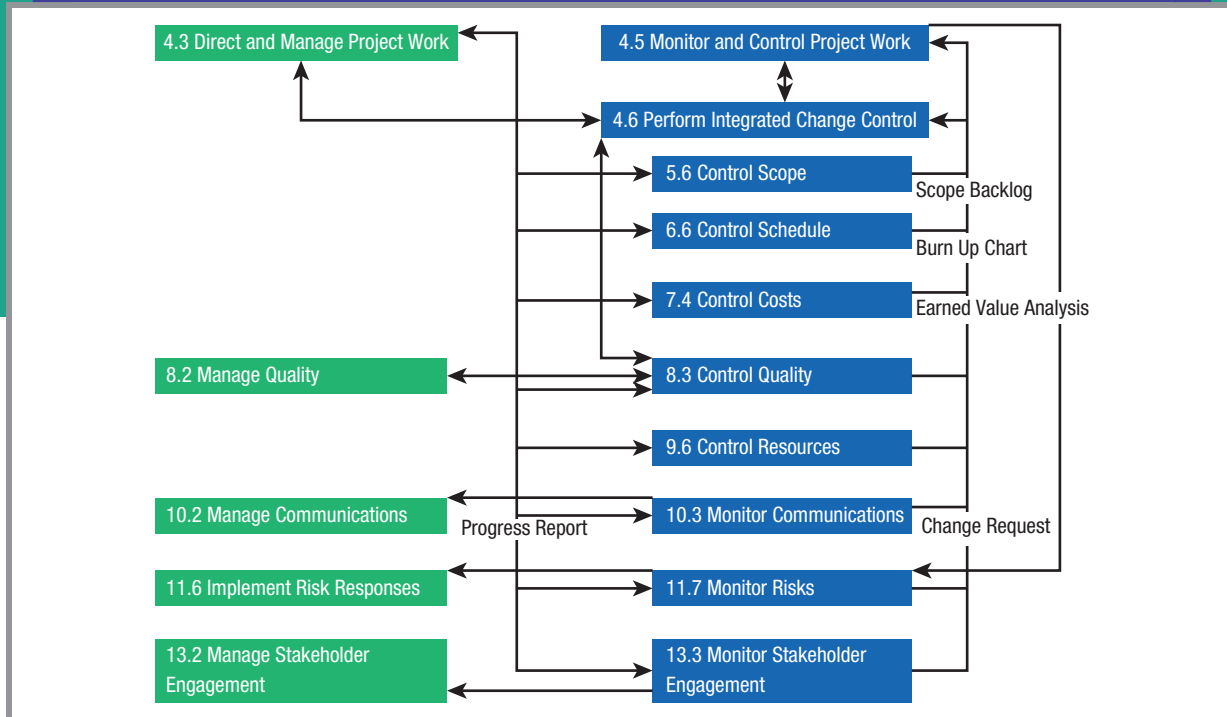 4.3 Direct and Manage Project Work
4.5 Monitor and Control Project Work
4.6 Perform Integrated Change Control
5.6 Control Scope
Scope Backlog
6.6 Control Schedule
Burn Up Chart
7.4 Control Costs
Earned Value Analysis
8.2 Manage Quality
8.3 Control Quality
9.6 Control Resources
10.2 Manage Communications
Progress Report
10.3 Monitor Communications
Change Request
11.6 Implement Risk Responses
11.7 Monitor Risks
13.2 Manage Stakeholder
Engagement
13.3 Monitor Stakeholder
Engagement